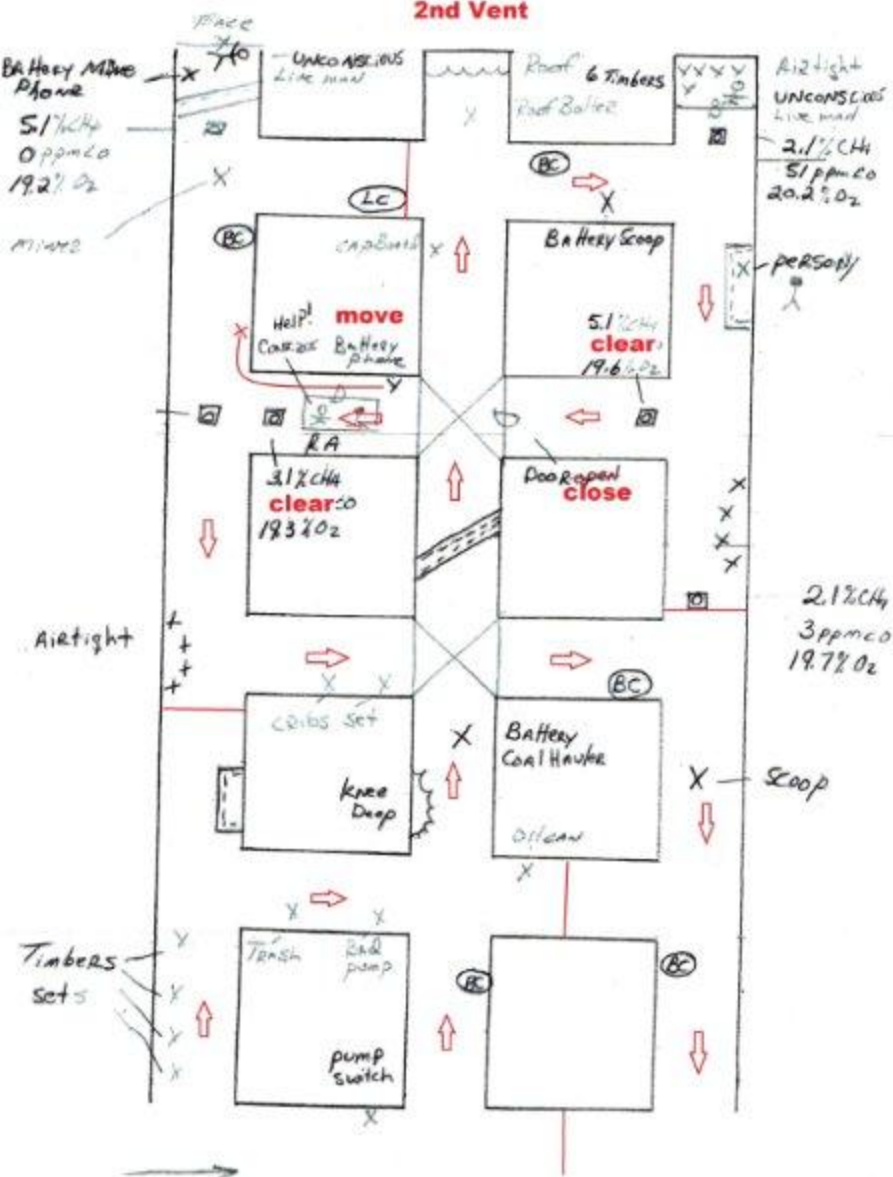 2nd Vent
Face
Battery Mine
Phone
X
UNCONSCIOUS
Live man
Roof
6 Timbers
Roof Bolter
Airtight
UNCONSCIOUS
Live man
5.1% CH4
0 ppm CO
19.2% O2
2.1% CH4
51 ppm CO
20.2% O2
BC
LC
BC
Battery Scoop
person
Help!
move
Battery
phone
5.1% CH4
clear
19.6% O2
RA
3.1% CH4
clear
19.3% O2
Door open
close
Airtight
2.1% CH4
3 ppm CO
19.7% O2
BC
Cribs set
Battery
Coal Hauler
Knee
Deep
Scoop
Oil can
Timbers
sets
Trash
pump
BC
BC
pump
switch